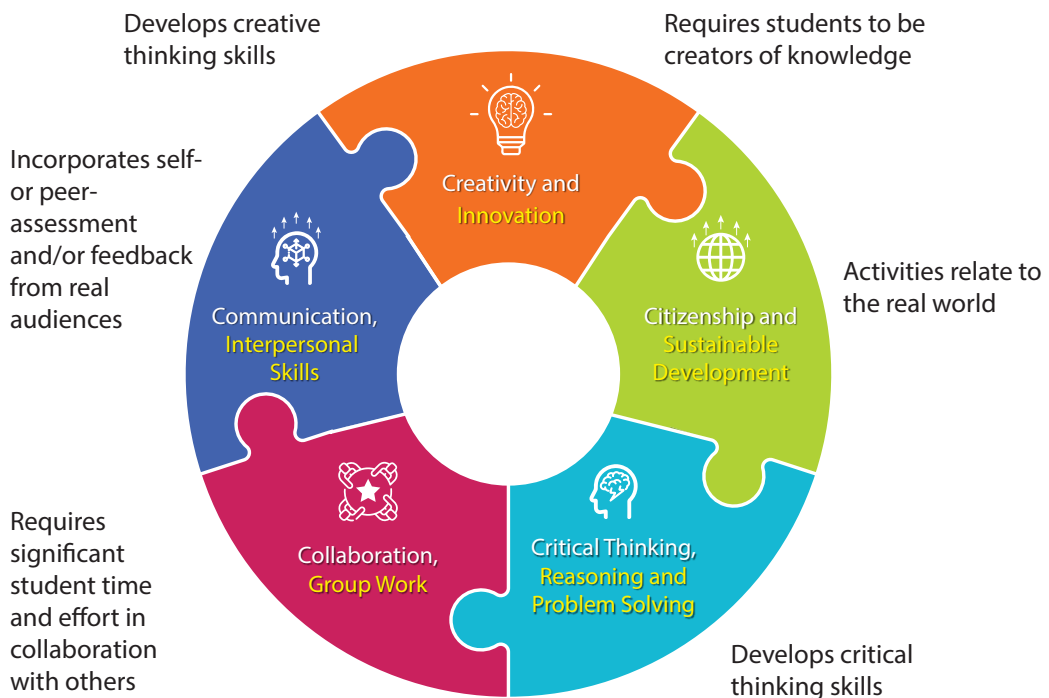 Develops creative
thinking skills
Requires students to be
creators of knowledge
Creativity and
Innovation
Incorporates self-
or peer-
assessment
and/or feedback
from real
audiences
Communication,
Interpersonal
Skills
Citizenship and
Sustainable
Development
Activities relate to
the real world
Requires
significant
student time
and effort in
collaboration
with others
Collaboration,
Group Work
Critical Thinking,
Reasoning and
Problem Solving
Develops critical
thinking skills